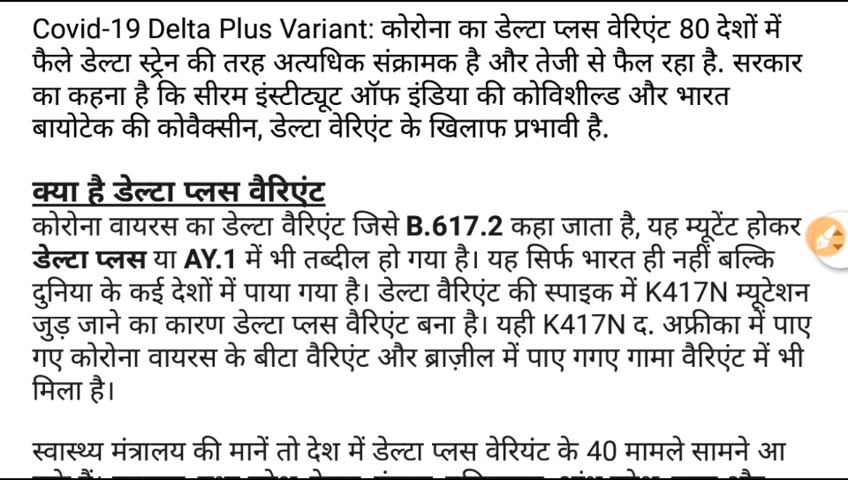 Covid-19 Delta Plus Variant: कोरोना का डेल्टा प्लस वेरिएंट 80 देशों में
फैले डेल्टा स्ट्रेन की तरह अत्यधिक संक्रामक है और तेजी से फैल रहा है. सरकार
का कहना है कि सीरम इंस्टीट्यूट ऑफ इंडिया की कोविशील्ड और भारत
बायोटेक की कोवैक्सीन, डेल्टा वेरिएंट के खिलाफ प्रभावी है.
क्या है डेल्टा प्लस वैरिएंट
कोरोना वायरस का डेल्टा वैरिएंट जिसे B.617.2 कहा जाता है, यह म्यूटेंट होकर
डेल्टा प्लस या AY.1 में भी तब्दील हो गया है। यह सिर्फ भारत ही नहीं बल्कि
दुनिया के कई देशों में पाया गया है। डेल्टा वैरिएंट की स्पाइक में K417N म्यूटेशन
जुड़ जाने का कारण डेल्टा प्लस वैरिएंट बना है। यही K417N द. अफ्रीका में पाए
गए कोरोना वायरस के बीटा वैरिएंट और ब्राज़ील में पाए गगए गामा वैरिएंट में भी
मिला है।
स्वास्थ्य मंत्रालय की मानें तो देश में डेल्टा प्लस वेरियंट के 40 मामले सामने आ